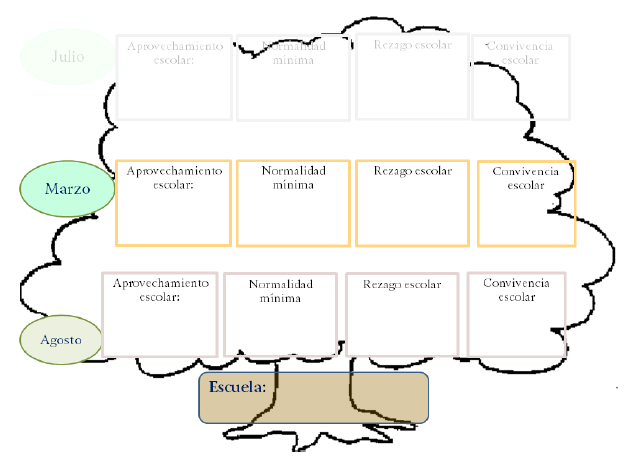 Julio
Aprovechamiento
escolar:
Normalidad
mínima
Rezago escolar
Convivencia
escolar
Marzo
Aprovechamiento
escolar:
Normalidad
mínima
Rezago escolar
Convivencia
escolar
Agosto
Aprovechamiento
escolar:
Normalidad
mínima
Rezago escolar
Convivencia
escolar
Escuela: